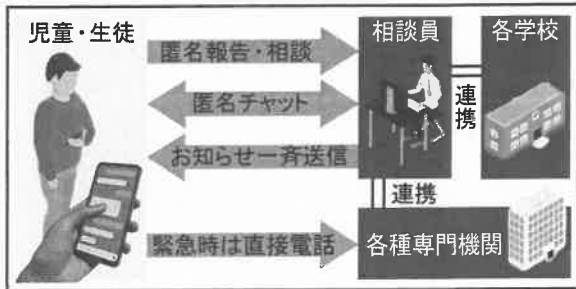 児童・生徒
匿名報告・相談
匿名チャット
お知らせ一斉送信
緊急時は直接電話
相談員
各学校
連携
連携
各種専門機関